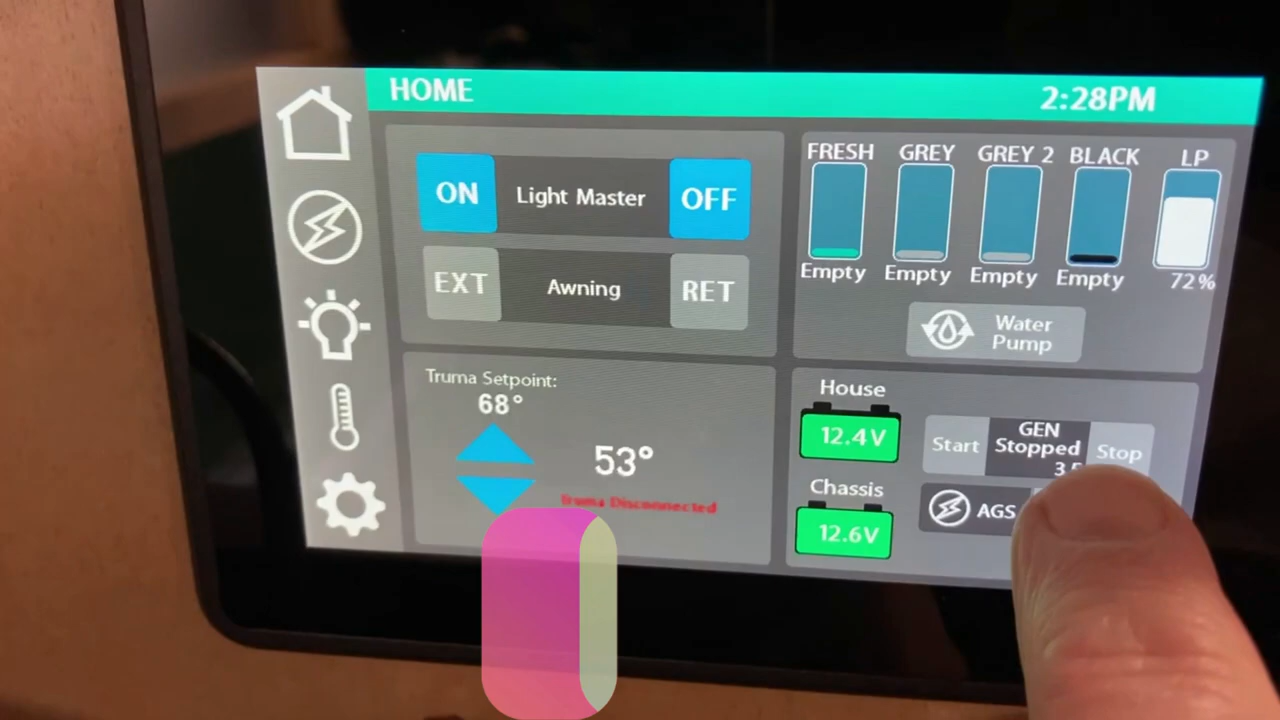 HOME
2:28PM
ON
Light Master
OFF
EXT
Awning
RET
FRESH
GREY
GREY 2
BLACK
LP
Empty
Empty
Empty
Empty
72%
Water
Pump
Truma Setpoint:
68°
53°
Truma Disconnected
House
12.4V
Start
GEN
Stopped
Stop
Chassis
12.6V
AGS